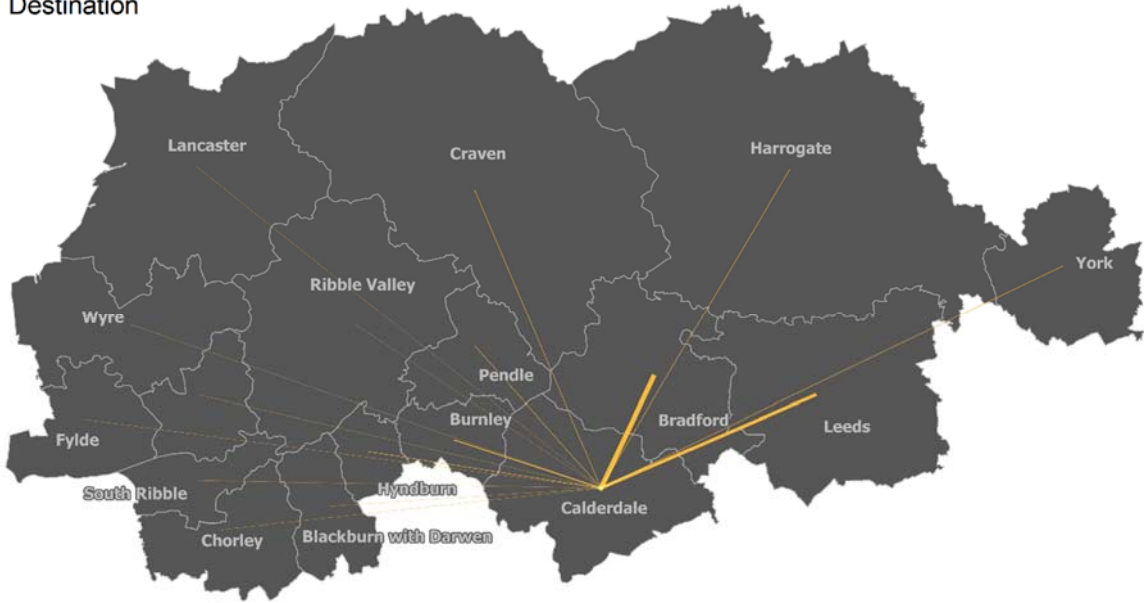 Destination
Lancaster
Craven
Harrogate
York
Ribble Valley
Wyre
Pendle
Burnley
Bradford
Leeds
Fylde
South Ribble
Hyndburn
Calderdale
Chorley
Blackburn with Darwen